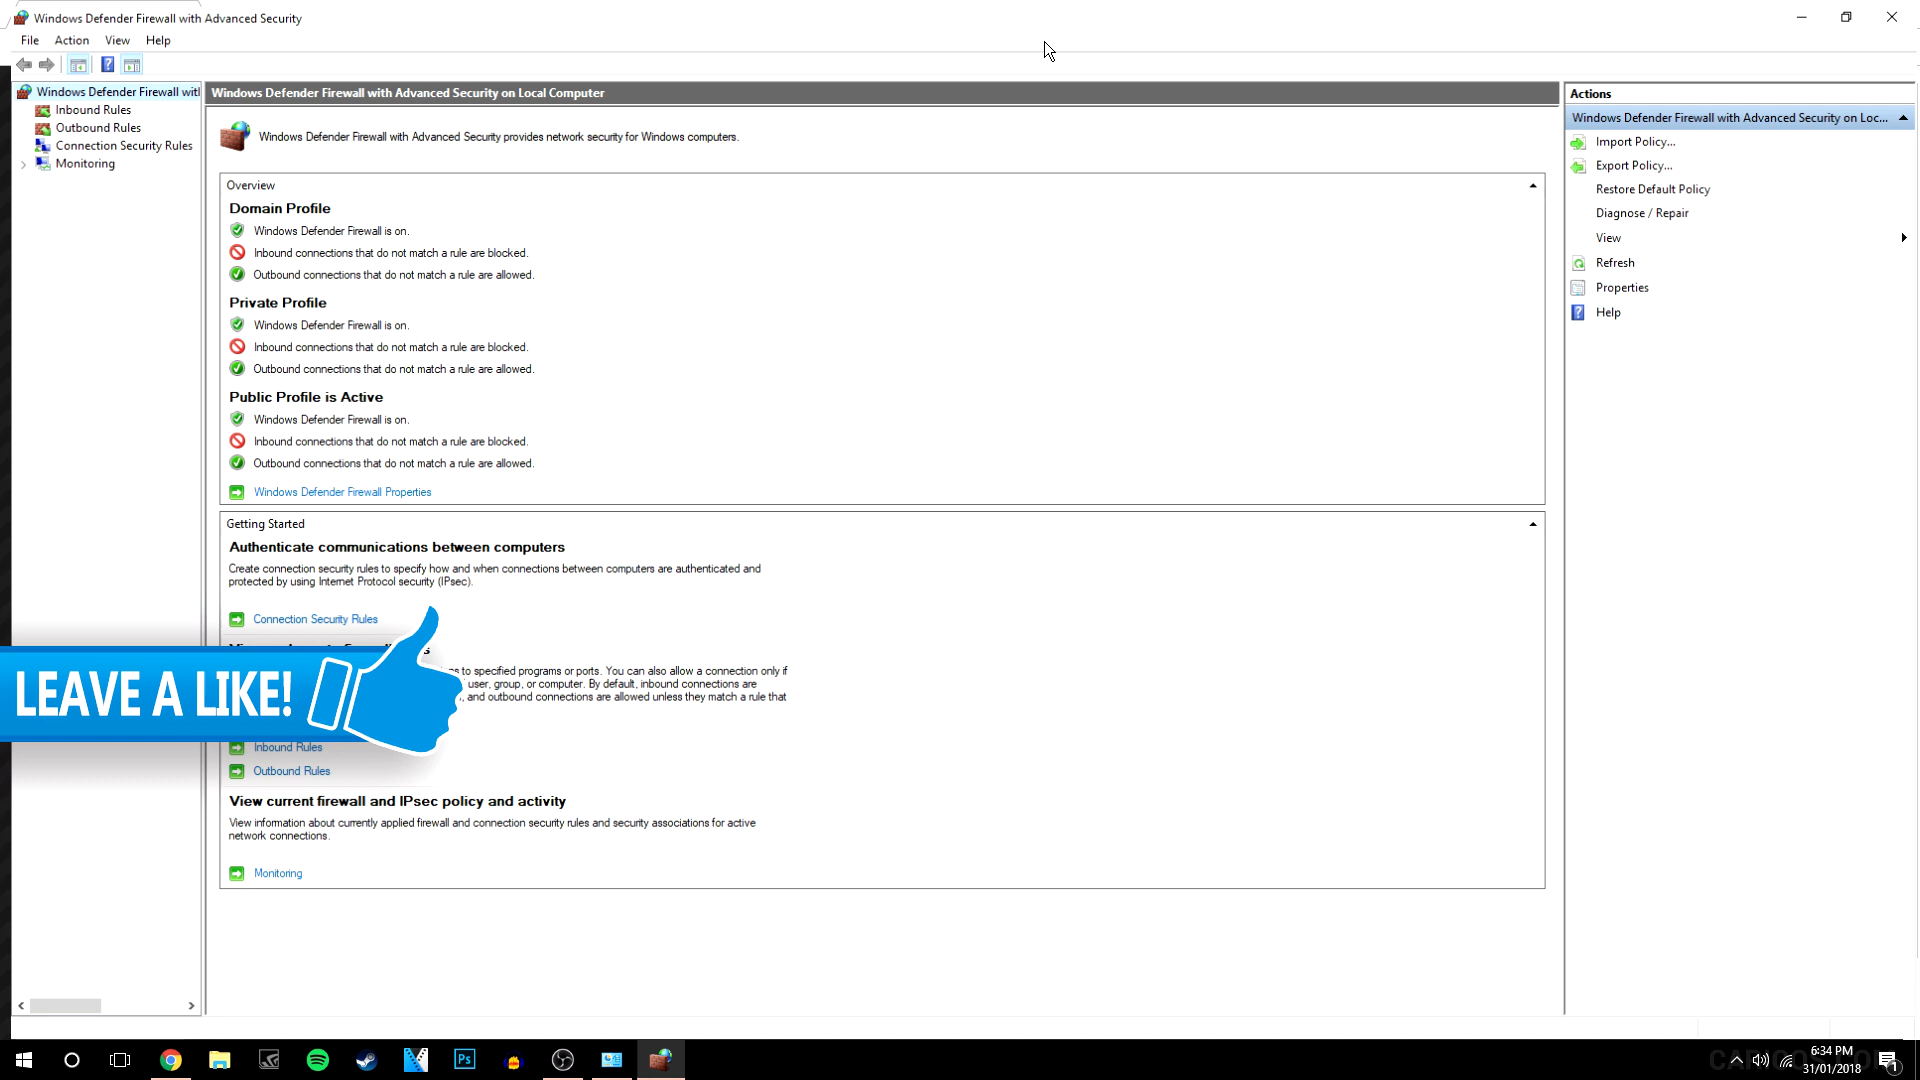 Windows Defender Firewall with Advanced Security
File Action View Help
Windows Defender Firewall wit
Inbound Rules
Outbound Rules
Connection Security Rules
Monitoring
Windows Defender Firewall with Advanced Security on Local Computer
Windows Defender Firewall with Advanced Security provides network security for Windows computers.
Overview
Domain Profile
Windows Defender Firewall is on.
Inbound connections that do not match a rule are blocked.
Outbound connections that do not match a rule are allowed.
Private Profile
Windows Defender Firewall is on.
Inbound connections that do not match a rule are blocked.
Outbound connections that do not match a rule are allowed.
Public Profile is Active
Windows Defender Firewall is on.
Inbound connections that do not match a rule are blocked.
Outbound connections that do not match a rule are allowed.
Windows Defender Firewall Properties
Getting Started
Authenticate communications between computers
Create connection security rules to specify how and when connections between computers are authenticated and
protected by using Internet Protocol security (IPsec).
Connection Security Rules
to specified programs or ports. You can also allow a connection only if
user, group, or computer. By default, inbound connections are
, and outbound connections are allowed unless they match a rule that
LEAVE A LIKE!
Inbound Rules
Outbound Rules
View current firewall and IPsec policy and activity
View information about currently applied firewall and connection security rules and security associations for active
network connections.
Monitoring
Actions
Windows Defender Firewall with Advanced Security on Loc...
Import Policy...
Export Policy...
Restore Default Policy
Diagnose / Repair
View
Refresh
Properties
Help
Ps
6:34 PM
31/01/2018
1